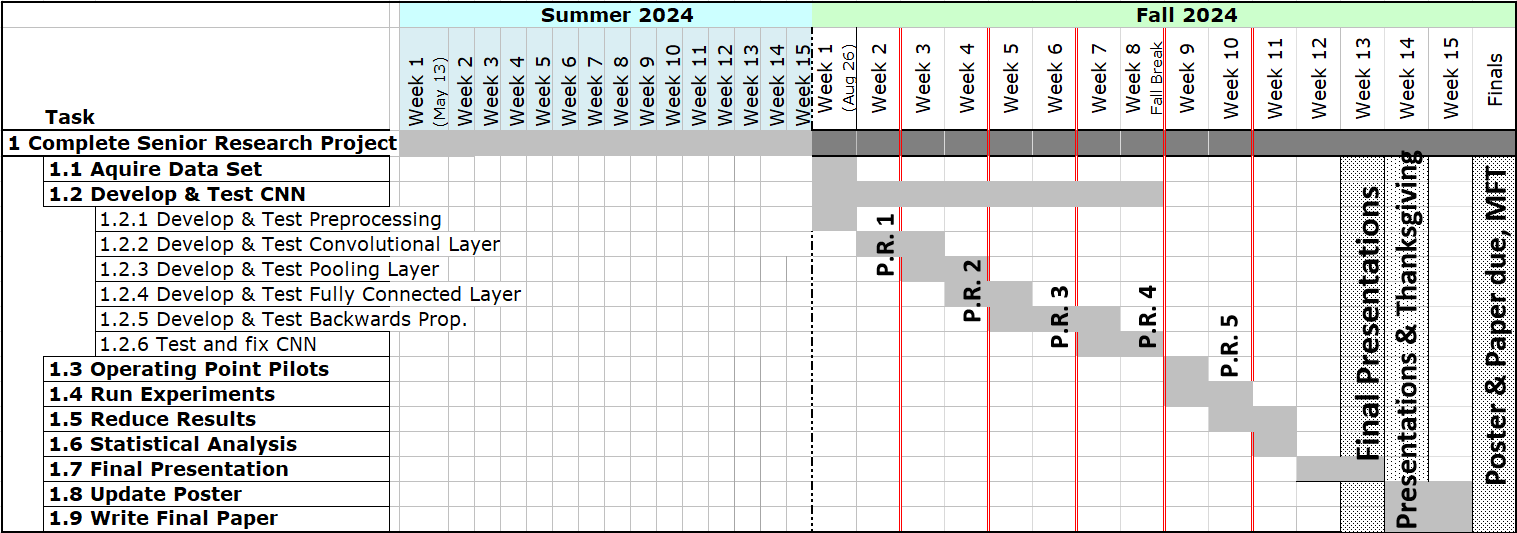 Summer 2024
Fall 2024
Task
Week 1
(May 13)
Week 2
Week 3
Week 4
Week 5
Week 6
Week 7
Week 8
Week 9
Week 10
Week 11
Week 12
Week 13
Week 14
Week 15
Week 1
(Aug 26)
Week 2
Week 3
Week 4
Week 5
Week 6
Week 7
Week 8
Fall Break
Week 9
Week 10
Week 11
Week 12
Week 13
Week 14
Week 15
Finals
1 Complete Senior Research Project
1.1 Aquire Data Set
1.2 Develop & Test CNN
1.2.1 Develop & Test Preprocessing
1.2.2 Develop & Test Convolutional Layer
1.2.3 Develop & Test Pooling Layer
1.2.4 Develop & Test Fully Connected Layer
1.2.5 Develop & Test Backwards Prop.
1.2.6 Test and fix CNN
1.3 Operating Point Pilots
1.4 Run Experiments
1.5 Reduce Results
1.6 Statistical Analysis
1.7 Final Presentation
1.8 Update Poster
1.9 Write Final Paper
P.R. 1
P.R. 2
P.R. 3
P.R. 4
P.R. 5
Final Presentations
Presentations & Thanksgiving
Poster & Paper due, MFT